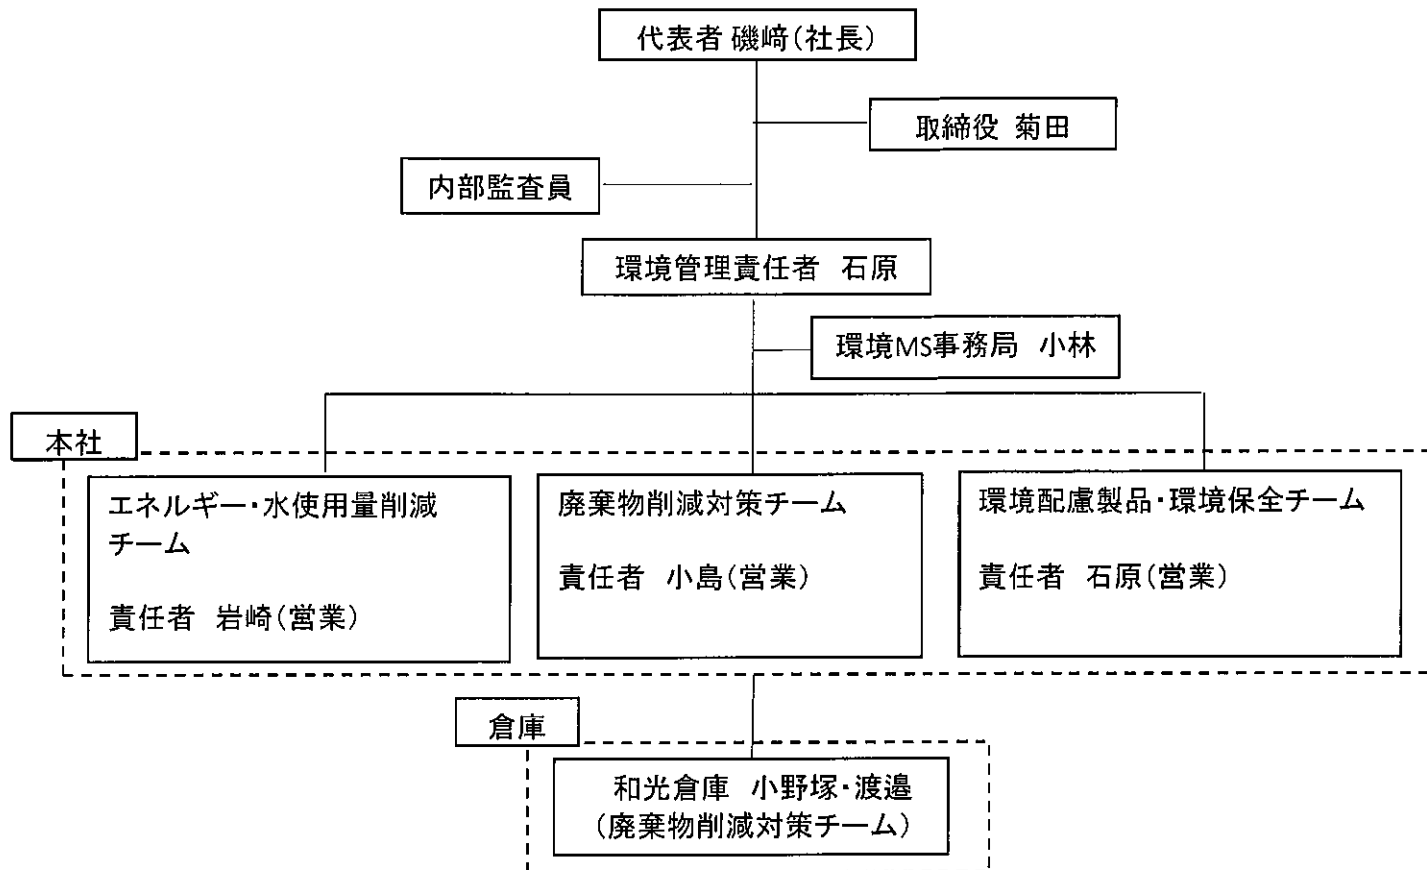 代表者 磯﨑(社長)
取締役 菊田
内部監査員
環境管理責任者 石原
環境MS事務局 小林
本社
エネルギー・水使用量削減
チーム
責任者 岩崎(営業)
廃棄物削減対策チーム
責任者 小島(営業)
環境配慮製品・環境保全チーム
責任者 石原(営業)
倉庫
和光倉庫 小野塚・渡邉
(廃棄物削減対策チーム)